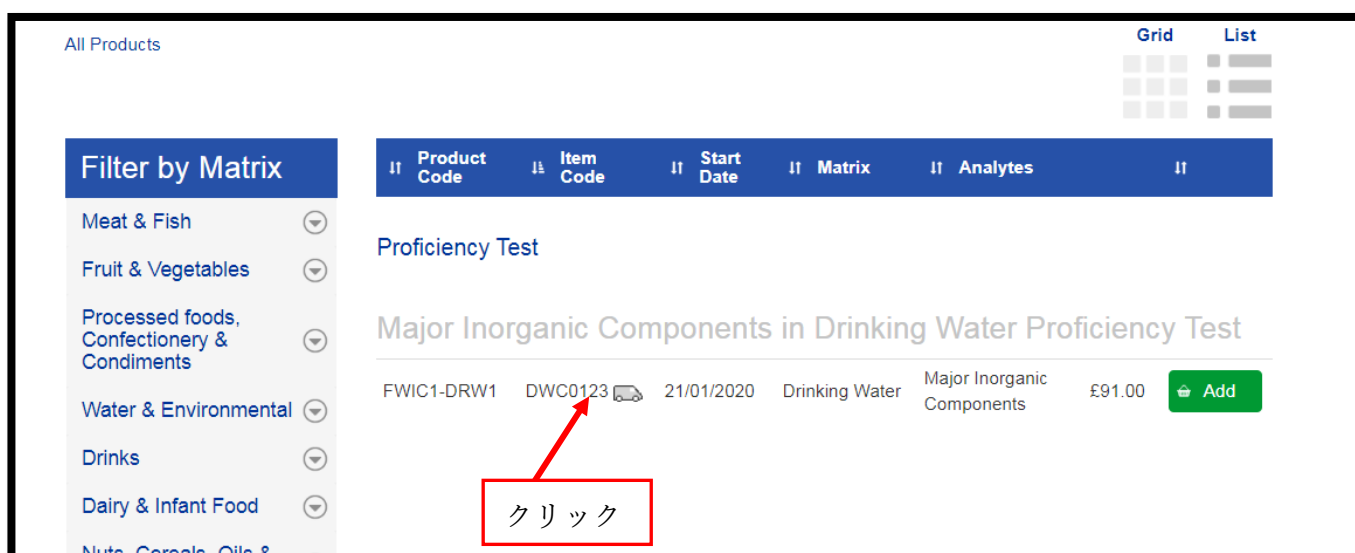 All Products
Grid
List
Filter by Matrix
Meat & Fish
Fruit & Vegetables
Processed foods,
Confectionery &
Condiments
Water & Environmental
Drinks
Dairy & Infant Food
Nuts, Cereals, Oils &
Product
Code
Item
Code
Start
Date
Matrix
Analytes
Proficiency Test
Major Inorganic Components in Drinking Water Proficiency Test
FWIC1-DRW1 DWC0123 21/01/2020 Drinking Water
Major Inorganic
Components
£91.00
Add
クリック